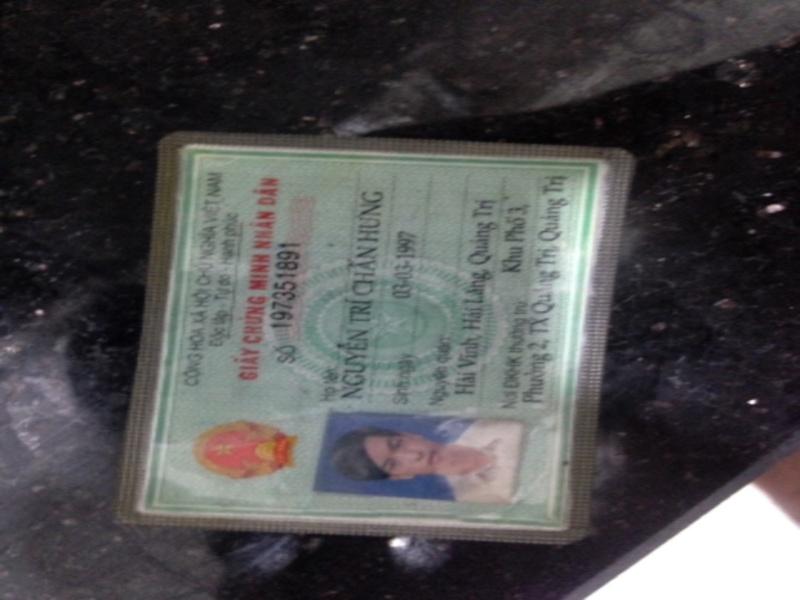 CỘNG HÒA XÃ HỘI CHỦ NGHĨA VIỆT NAM
Độc lập - Tự do - Hạnh phúc
GIẤY CHỨNG MINH NHÂN DÂN
SỐ 197351891
Họ tên: NGUYỄN TRÍ CHẤN HƯNG
Sinh ngày 03-03-1997
Nguyên quán:
Hải Vĩnh, Hải Lăng, Quảng Trị
Nơi ĐKHK thường trú: Khu Phố 3,
Phường 2, TX Quảng Trị, Quảng Trị